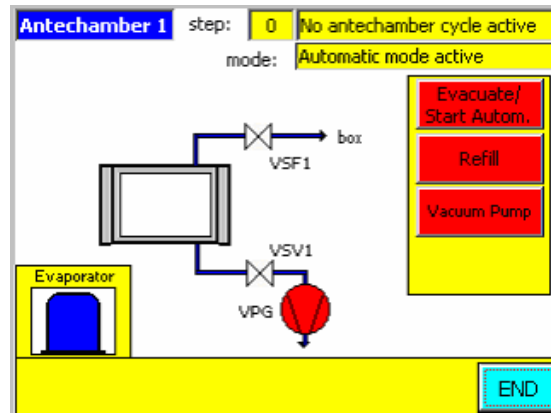 Antechamber 1 step: 0 No antechamber cycle active
mode: Automatic mode active
Evacuate/
Start Autom.
box
VSF1
Refill
Vacuum Pump
VSV1
Evaporator
VPG
END